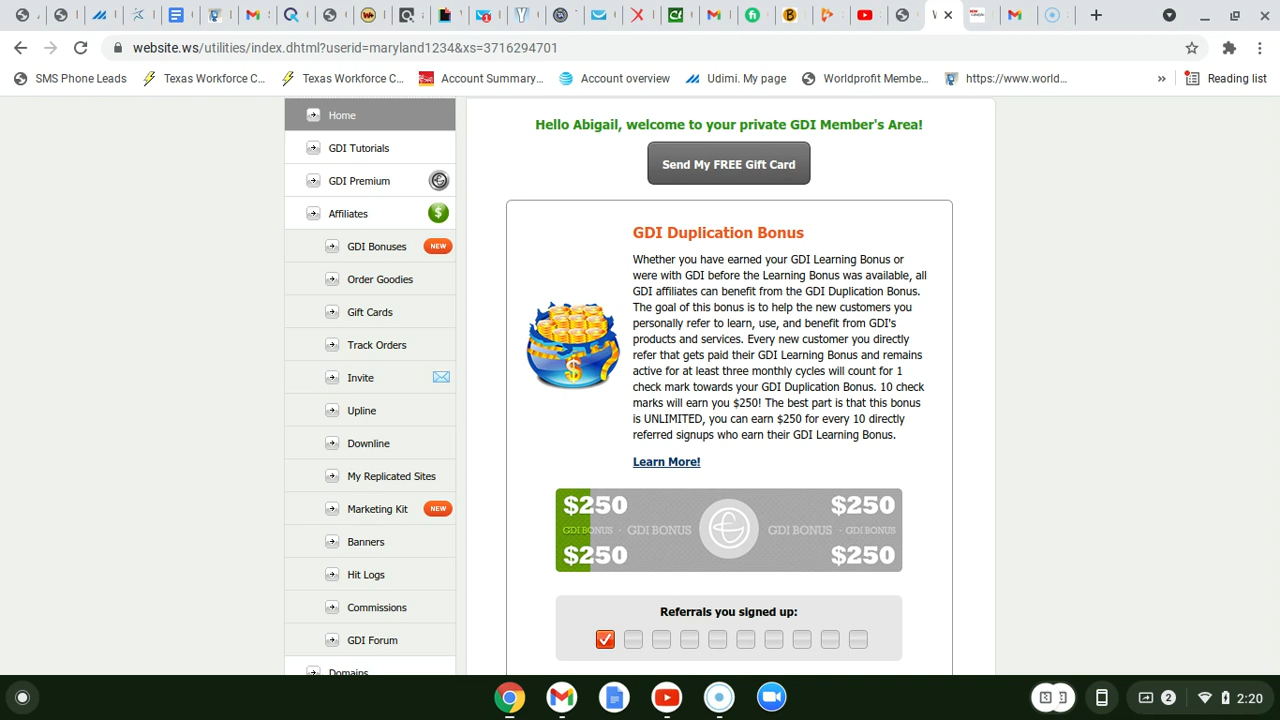 website.ws/utilities/index.dhtml?userid=maryland1234&xs=3716294701
SMS Phone Leads
Texas Workforce C...
Texas Workforce C...
Account Summary...
Account overview
Udimi. My page
Worldprofit Membe...
https://www.world...
»
Reading list
Home
GDI Tutorials
GDI Premium
Affiliates
GDI Bonuses NEW
Order Goodies
Gift Cards
Track Orders
Invite
Upline
Downline
My Replicated Sites
Marketing Kit NEW
Banners
Hit Logs
Commissions
GDI Forum
Domains
Hello Abigail, welcome to your private GDI Member's Area!
Send My FREE Gift Card
GDI Duplication Bonus
Whether you have earned your GDI Learning Bonus or
were with GDI before the Learning Bonus was available, all
GDI affiliates can benefit from the GDI Duplication Bonus.
The goal of this bonus is to help the new customers you
personally refer to learn, use, and benefit from GDI's
products and services. Every new customer you directly
refer that gets paid their GDI Learning Bonus and remains
active for at least three monthly cycles will count for 1
check mark towards your GDI Duplication Bonus. 10 check
marks will earn you $250! The best part is that this bonus
is UNLIMITED, you can earn $250 for every 10 directly
referred signups who earn their GDI Learning Bonus.
Learn More!
$250 $250
GDI BONUS · GDI BONUS GDI BONUS · GDI BONUS
$250 $250
Referrals you signed up:
2 2:20